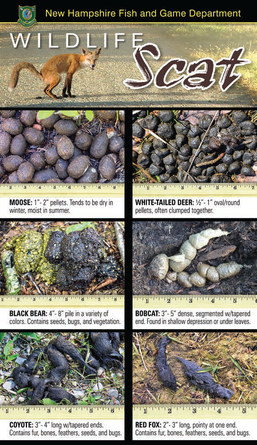 New Hampshire Fish and Game Department
WILDLIFE
Scat
MOOSE: 1"- 2" pellets. Tends to be dry in
winter, moist in summer.
WHITE-TAILED DEER: ½"- 1" oval/round
pellets, often clumped together.
BLACK BEAR: 4"- 8" pile in a variety of
colors. Contains seeds, bugs, and vegetation.
BOBCAT: 3"- 5" dense, segmented w/tapered
end. Found in shallow depression or under leaves.
COYOTE: 3"- 4" long w/tapered ends.
Contains fur, bones, feathers, seeds, and bugs.
RED FOX: 2"- 3" long, pointy at one end.
Contains fur, bones, feathers, seeds, and bugs.